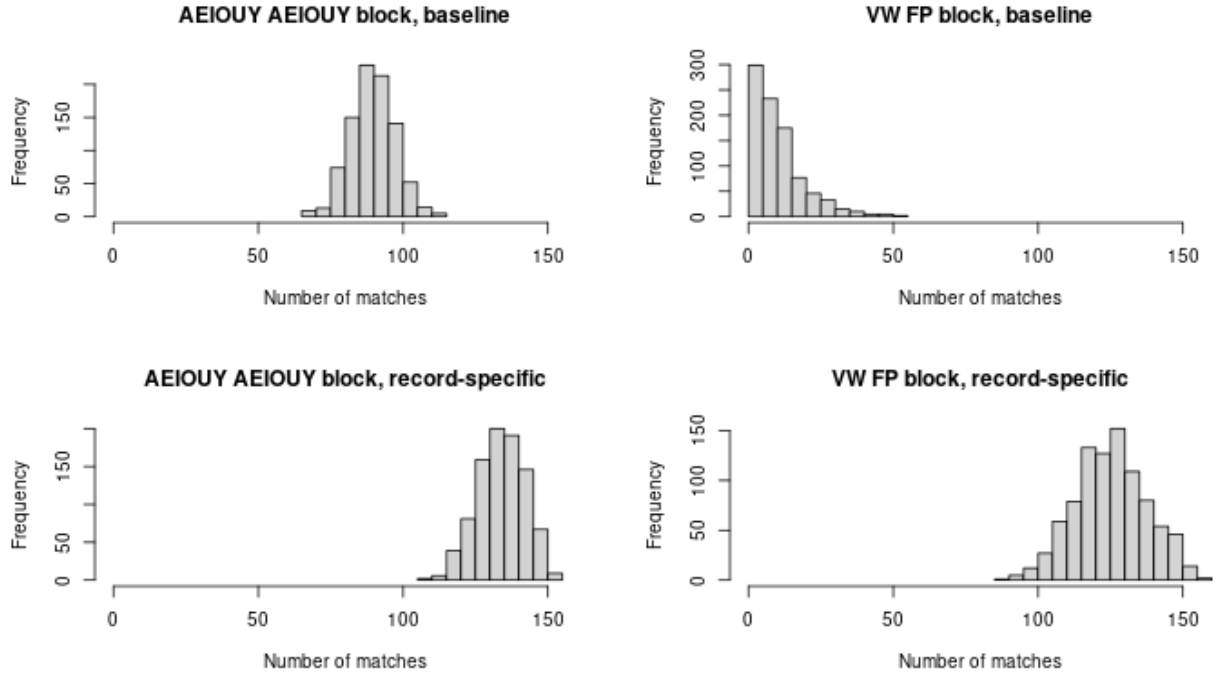 AEIOUY AEIOUY block, baseline
Frequency
0
50
150
0
50
100
150
Number of matches
VW FP block, baseline
Frequency
0
100
200
300
0
50
100
150
Number of matches
AEIOUY AEIOUY block, record-specific
Frequency
0
50
150
0
50
100
150
Number of matches
VW FP block, record-specific
Frequency
0
50
100
150
0
50
100
150
Number of matches